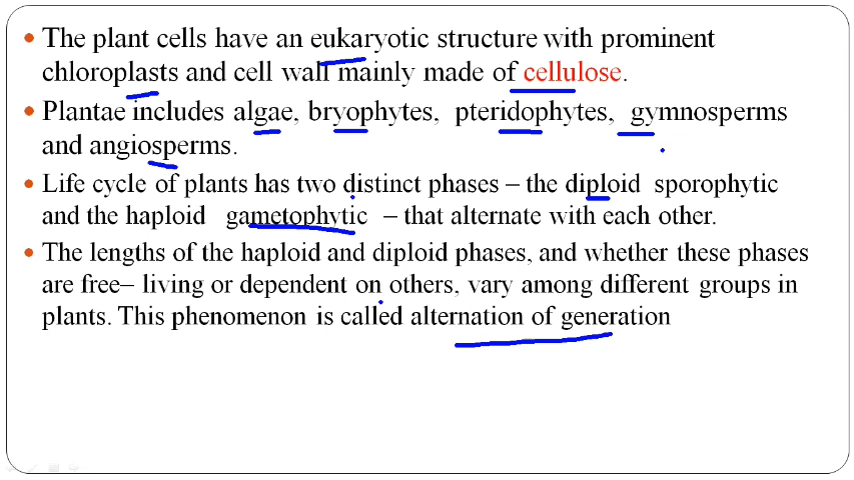 The plant cells have an eukaryotic structure with prominent
chloroplasts and cell wall mainly made of cellulose.
Plantae includes algae, bryophytes, pteridophytes, gymnosperms
and angiosperms.
Life cycle of plants has two distinct phases – the diploid sporophytic
and the haploid gametophytic – that alternate with each other.
The lengths of the haploid and diploid phases, and whether these phases
are free– living or dependent on others, vary among different groups in
plants. This phenomenon is called alternation of generation